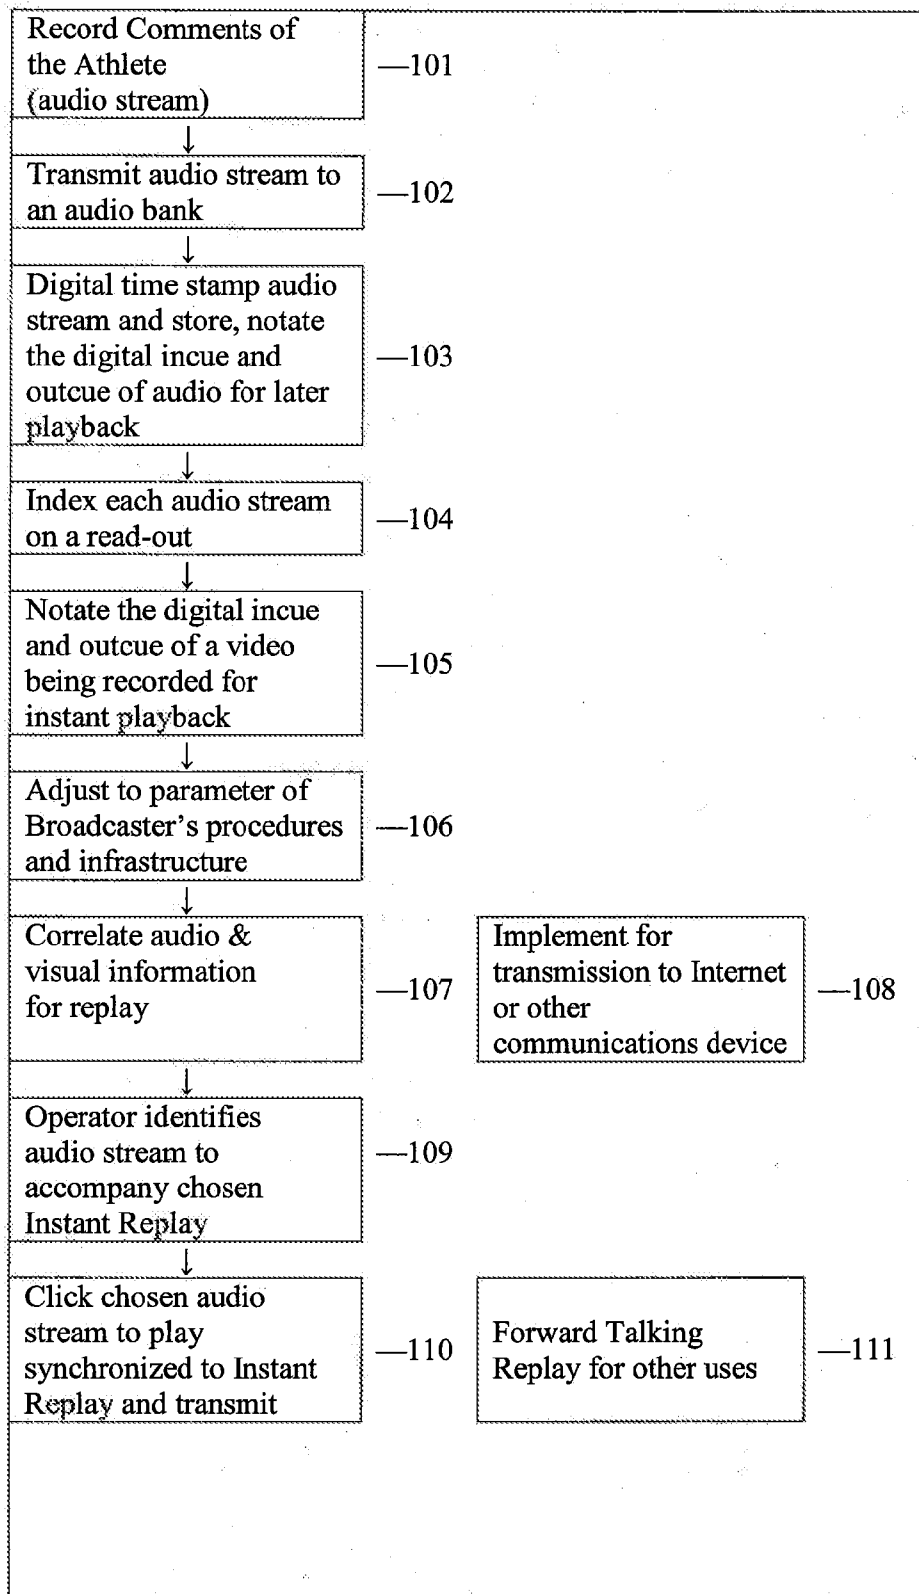 Record Comments of
the Athlete
(audio stream)
—101
Transmit audio stream to
an audio bank
—102
Digital time stamp audio
stream and store, notate
the digital incue and
outcue of audio for later
playback
—103
Index each audio stream
on a read-out
—104
Notate the digital incue
and outcue of a video
being recorded for
instant playback
—105
Adjust to parameter of
Broadcaster's procedures
and infrastructure
—106
Correlate audio &
visual information
for replay
—107
Implement for
transmission to Internet
or other
communications device
—108
Operator identifies
audio stream to
accompany chosen
Instant Replay
—109
Click chosen audio
stream to play
synchronized to Instant
Replay and transmit
—110
Forward Talking
Replay for other uses
—111